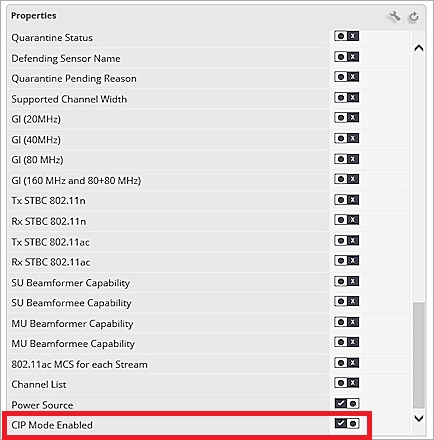 Properties
Quarantine Status
Defending Sensor Name
Quarantine Pending Reason
Supported Channel Width
GI (20MHz)
GI (40MHz)
GI (80 MHz)
GI (160 MHz and 80+80 MHz)
Tx STBC 802.11n
Rx STBC 802.11n
Tx STBC 802.11ac
Rx STBC 802.11ac
SU Beamformer Capability
SU Beamformee Capability
MU Beamformer Capability
MU Beamformee Capability
802.11ac MCS for each Stream
Channel List
Power Source
CIP Mode Enabled